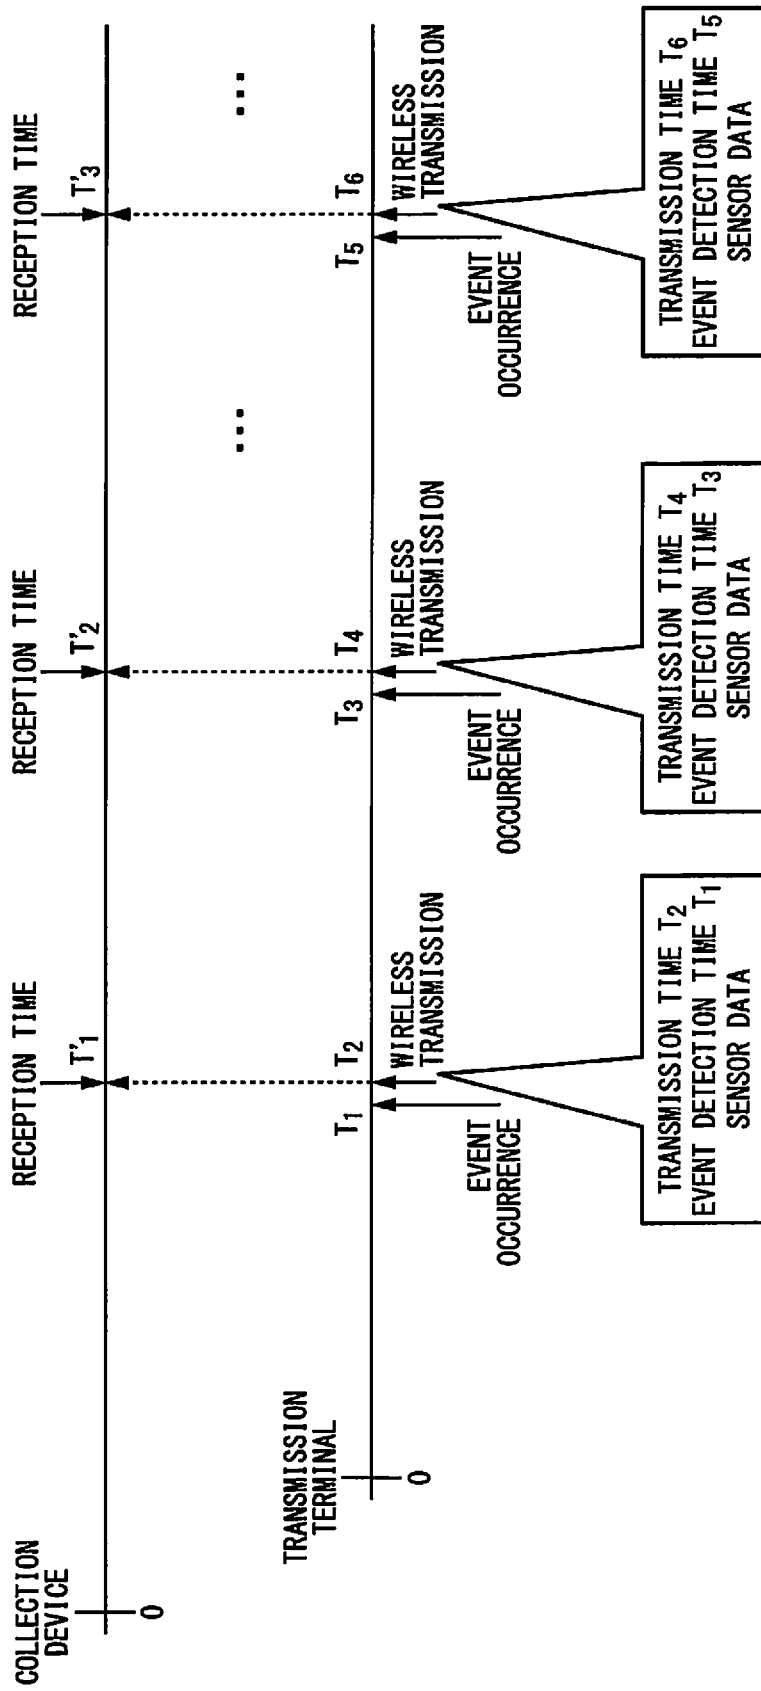 COLLECTION
DEVICE
0
RECEPTION TIME
T'1
RECEPTION TIME
T'2
RECEPTION TIME
T'3
...
...
TRANSMISSION
TERMINAL
0
T1
T2
EVENT
OCCURRENCE
WIRELESS
TRANSMISSION
T3
T4
EVENT
OCCURRENCE
WIRELESS
TRANSMISSION
T5
T6
EVENT
OCCURRENCE
WIRELESS
TRANSMISSION
TRANSMISSION TIME T2
EVENT DETECTION TIME T1
SENSOR DATA
TRANSMISSION TIME T4
EVENT DETECTION TIME T3
SENSOR DATA
TRANSMISSION TIME T6
EVENT DETECTION TIME T5
SENSOR DATA